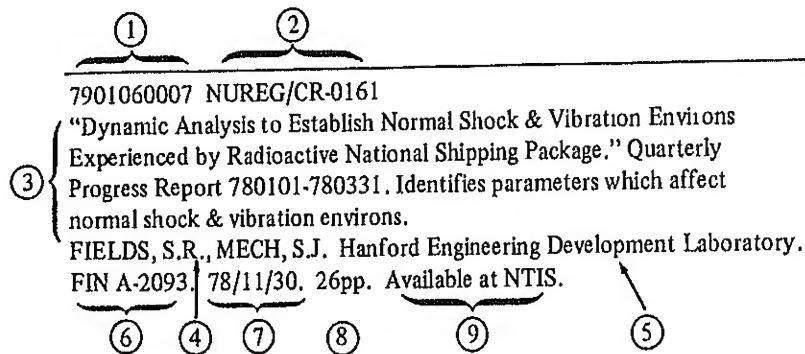 ① ②
7901060007 NUREG/CR-0161
“Dynamic Analysis to Establish Normal Shock & Vibration Environs
Experienced by Radioactive National Shipping Package.” Quarterly
③ Progress Report 780101-780331. Identifies parameters which affect
normal shock & vibration environs.
FIELDS, S.R., MECH, S.J. Hanford Engineering Development Laboratory.
FIN A-2093. 78/11/30. 26pp. Available at NTIS.
⑥ ④ ⑦ ⑧ ⑨ ⑤